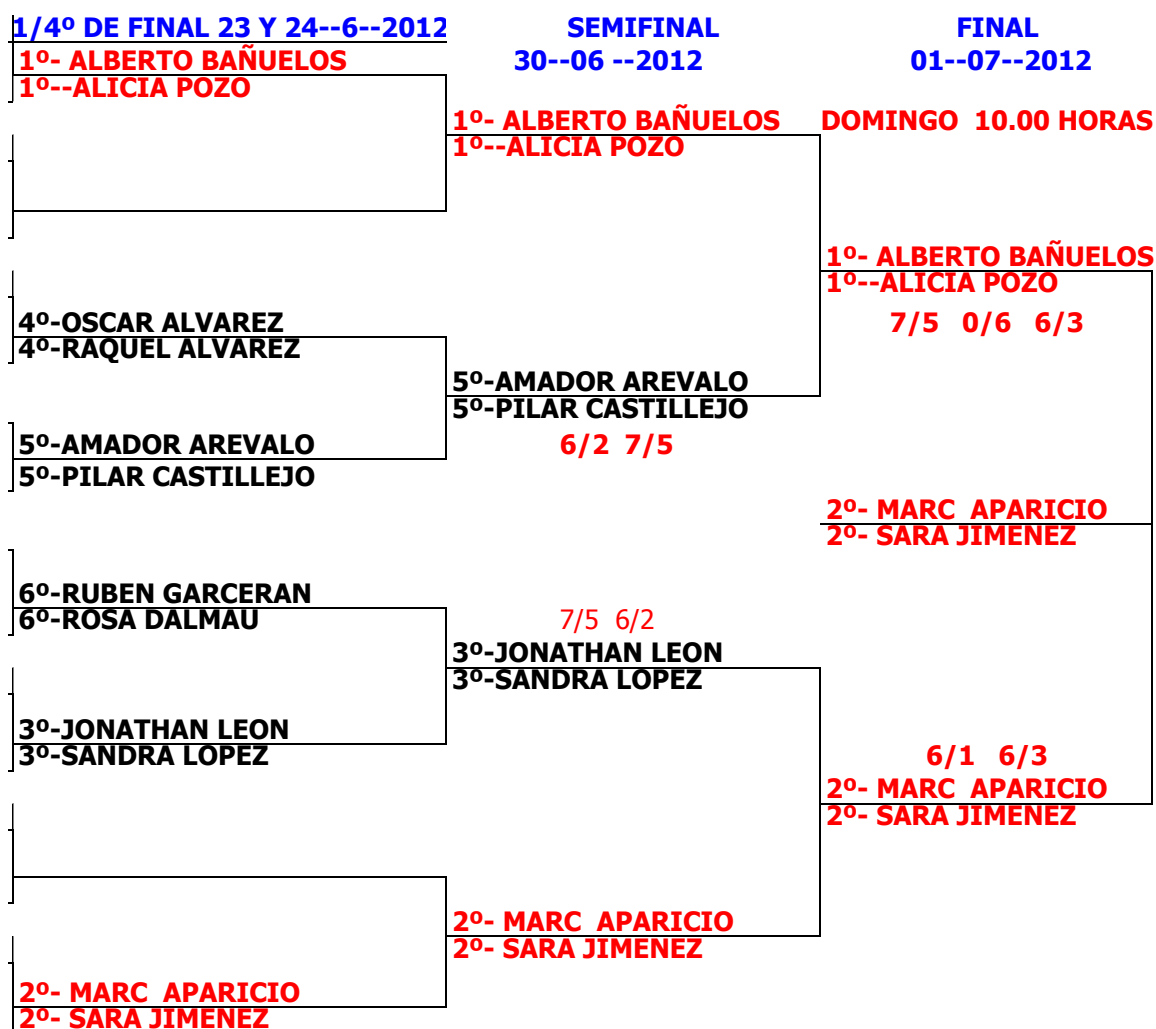 1/4º DE FINAL 23 Y 24--6--2012
1º- ALBERTO BAÑUELOS
1º--ALICIA POZO
4º-OSCAR ALVAREZ
4º-RAQUEL ALVAREZ
5º-AMADOR AREVALO
5º-PILAR CASTILLEJO
6º-RUBEN GARCERAN
6º-ROSA DALMAU
3º-JONATHAN LEON
3º-SANDRA LOPEZ
2º- MARC  APARICIO
2º- SARA JIMENEZ
SEMIFINAL
30--06 --2012
1º- ALBERTO BAÑUELOS
1º--ALICIA POZO
5º-AMADOR AREVALO
5º-PILAR CASTILLEJO
6/2  7/5
7/5  6/2
3º-JONATHAN LEON
3º-SANDRA LOPEZ
2º- MARC  APARICIO
2º- SARA JIMENEZ
FINAL
01--07--2012
DOMINGO  10.00 HORAS
1º- ALBERTO BAÑUELOS
1º--ALICIA POZO
7/5  0/6  6/3
2º- MARC  APARICIO
2º- SARA JIMENEZ
6/1  6/3
2º- MARC  APARICIO
2º- SARA JIMENEZ